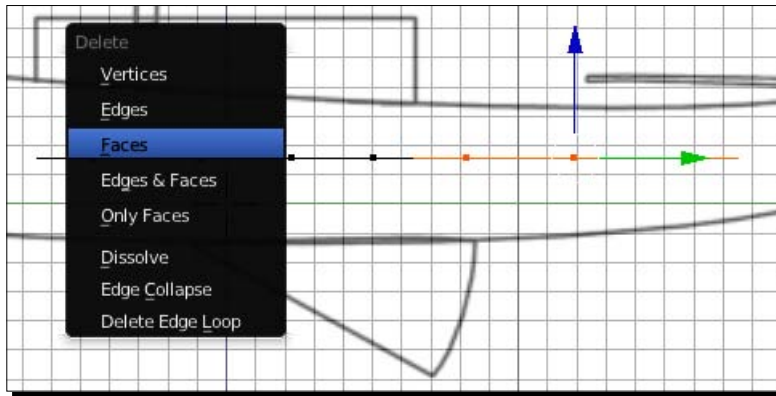 Delete
Vertices
Edges
Faces
Edges & Faces
Only Faces
Dissolve
Edge Collapse
Delete Edge Loop